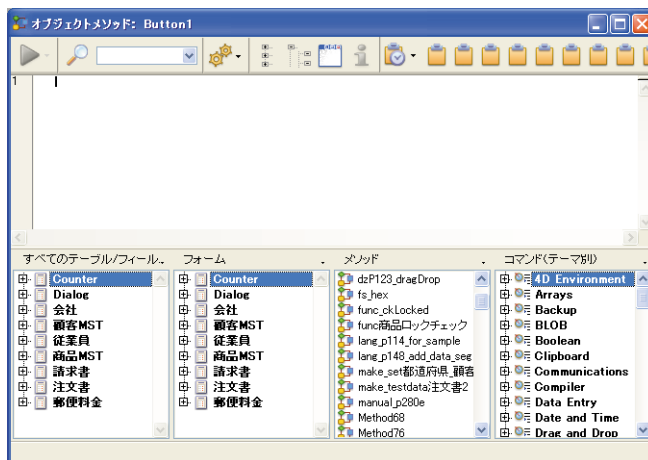 オブジェクトメソッド: Button1
1
すべてのテーブル/フィール..
Counter
Dialog
会社
顧客MST
従業員
商品MST
請求書
注文書
郵便料金
フォーム
Counter
Dialog
会社
顧客MST
従業員
商品MST
請求書
注文書
郵便料金
メソッド
dzP123_dragDrop
fs_hex
func_ckLocked
func商品ロックチェック
lang_p114_for_sample
lang_p148_add_data_seg
make_set都道府県_顧客
make_testdata注文書2
manual_p280e
Method68
Method76
コマンド(テーマ別)
4D Environment
Arrays
Backup
BLOB
Boolean
Clipboard
Communications
Compiler
Data Entry
Date and Time
Drag and Drop